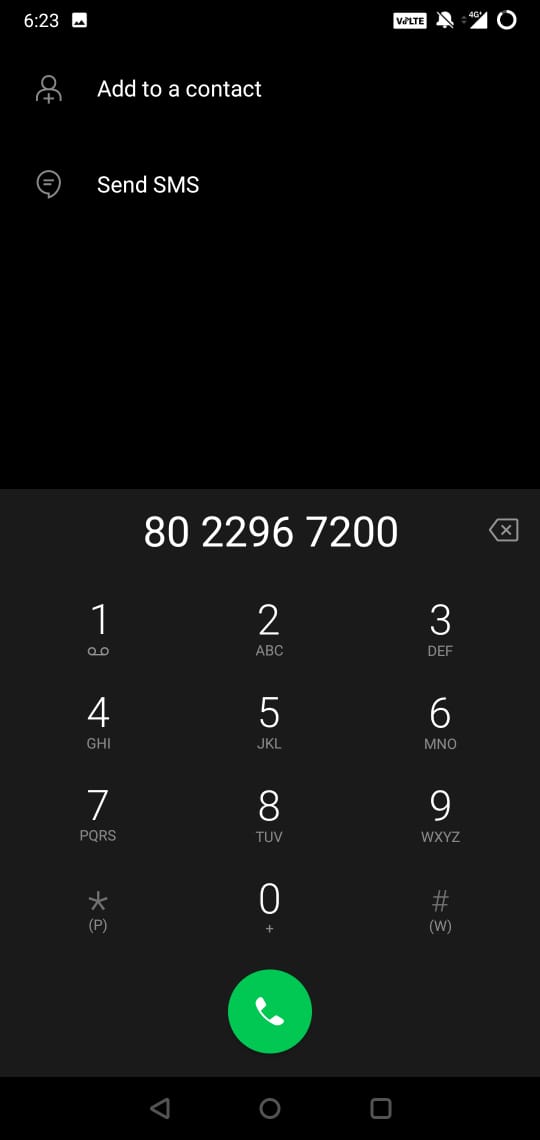 6:23 VoLTE 4G+
Add to a contact
Send SMS
80 2296 7200
1 2 3
ABC DEF
4 5 6
GHI JKL MNO
7 8 9
PQRS TUV WXYZ
* 0 #
(P) + (W)